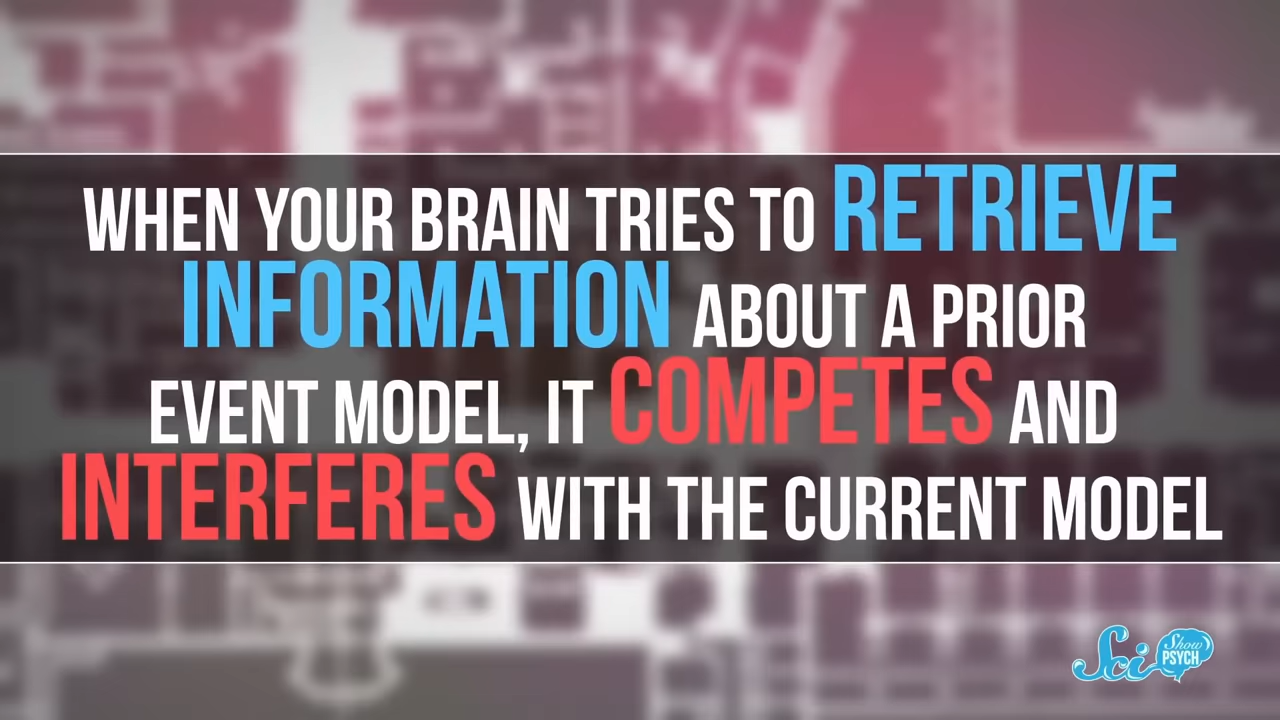 WHEN YOUR BRAIN TRIES TO RETRIEVE
INFORMATION ABOUT A PRIOR
EVENT MODEL, IT COMPETES AND
INTERFERES WITH THE CURRENT MODEL
Sci Show
PSYCH